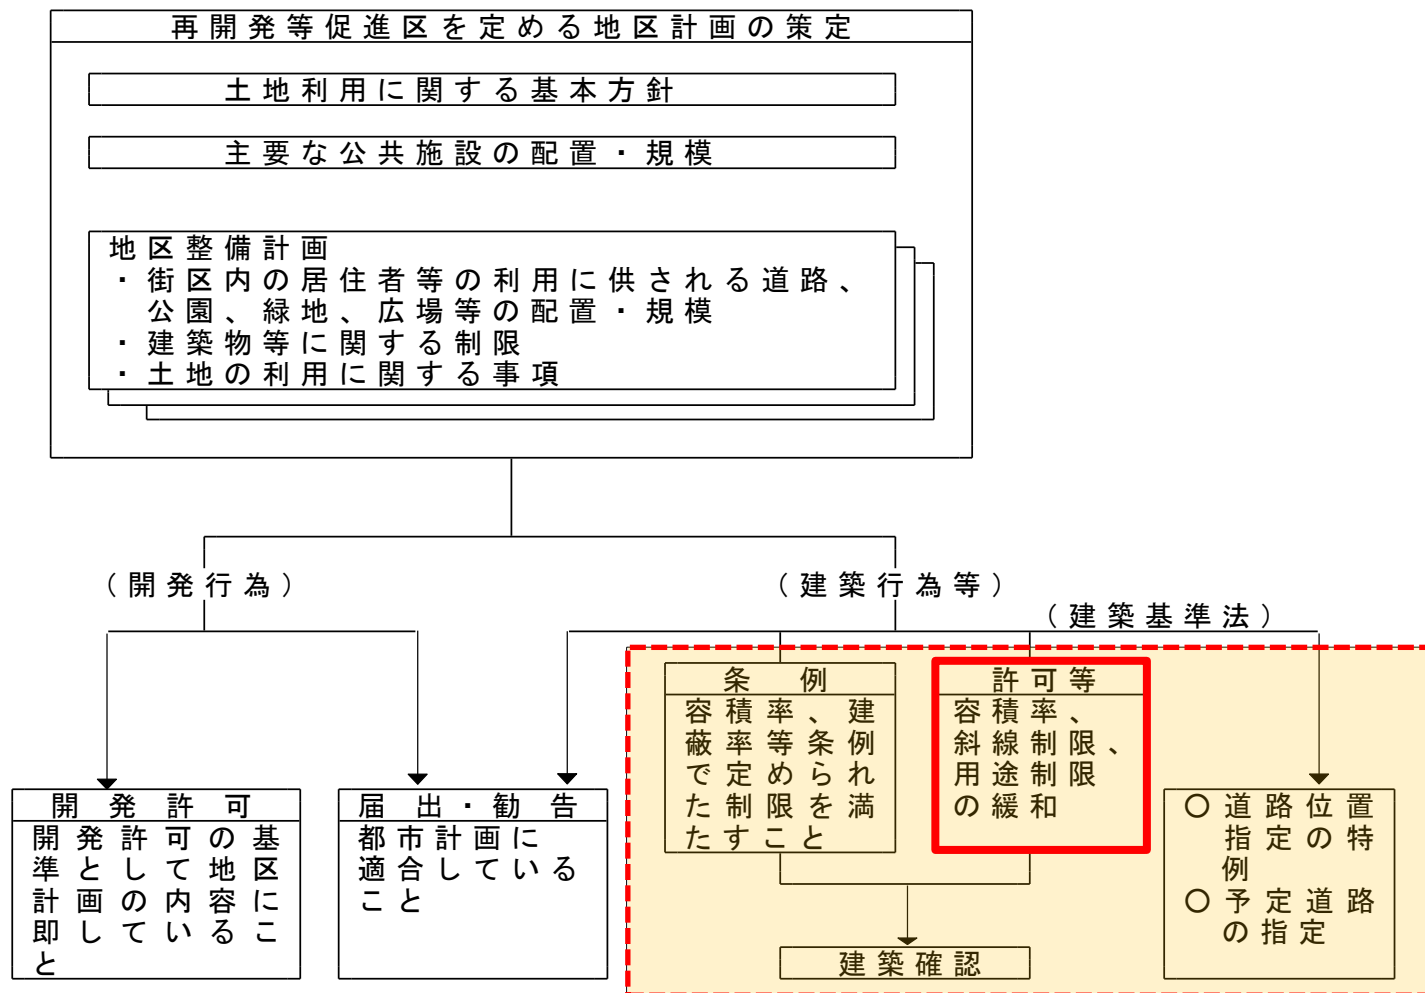 再開発等促進区を定める地区計画の策定
土地利用に関する基本方針
主要な公共施設の配置・規模
地区整備計画
・街区内の居住者等の利用に供される道路、
公園、緑地、広場等の配置・規模
・建築物等に関する制限
・土地の利用に関する事項
（開発行為）
（建築行為等）
（建築基準法）
開発許可
開発許可の基
準として地区
計画の内容に
即しているこ
と
届出・勧告
都市計画に
適合している
こと
条例
容積率、建
蔽率等条例
で定められ
た制限を満
たすこと
許可等
容積率、
斜線制限、
用途制限
の緩和
建築確認
○道路位置
指定の特
例
○予定道路
の指定